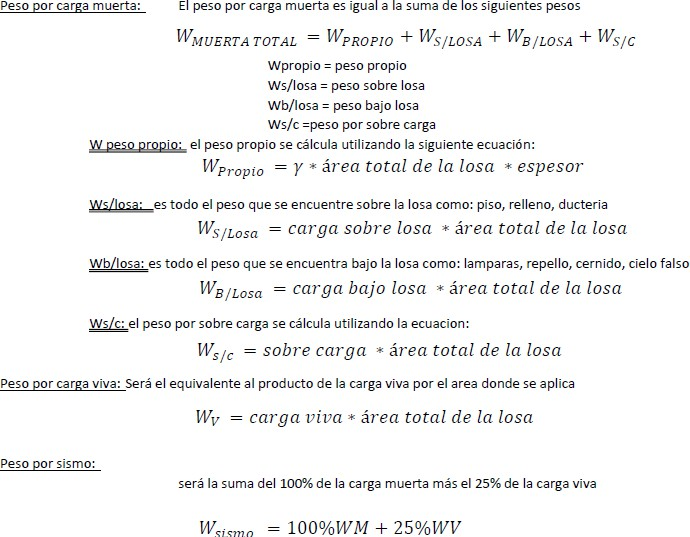 Peso por carga muerta: El peso por carga muerta es igual a la suma de los siguientes pesos
W_{MUERTA TOTAL} = W_{PROPIO} + W_{S/LOSA} + W_{B/LOSA} + W_{S/C}
Wpropio = peso propio
Ws/losa = peso sobre losa
Wb/losa = peso bajo losa
Ws/c =peso por sobre carga
W peso propio: el peso propio se cálcula utilizando la siguiente ecuación:
W_{Propio} = γ * área total de la losa * espesor
Ws/losa: es todo el peso que se encuentre sobre la losa como: piso, relleno, ducteria
W_{S/Losa} = carga sobre losa * área total de la losa
Wb/losa: es todo el peso que se encuentra bajo la losa como: lamparas, repello, cernido, cielo falso
W_{B/Losa} = carga bajo losa * área total de la losa
Ws/c: el peso por sobre carga se cálcula utilizando la ecuacion:
W_{s/c} = sobre carga * área total de la losa
Peso por carga viva: Será el equivalente al producto de la carga viva por el area donde se aplica
W_V = carga viva * área total de la losa
Peso por sismo:
será la suma del 100% de la carga muerta más el 25% de la carga viva
W_{sismo} = 100%WM + 25%WV